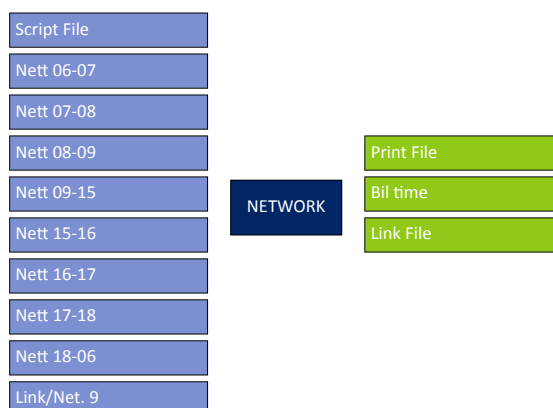 Script File
Nett 06-07
Nett 07-08
Nett 08-09
Nett 09-15
Nett 15-16
Nett 16-17
Nett 17-18
Nett 18-06
Link/Net. 9
NETWORK
Print File
Bil time
Link File